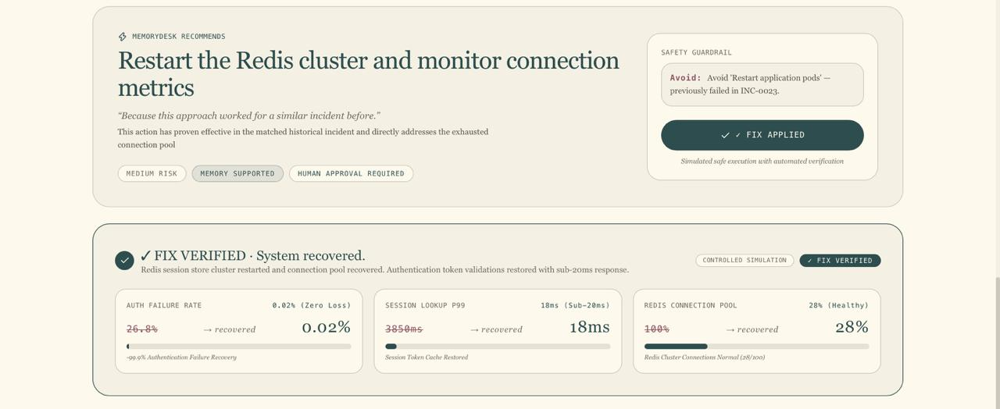 MEMORYDESK RECOMMENDS
Restart the Redis cluster and monitor connection
metrics
“Because this approach worked for a similar incident before.”
This action has proven effective in the matched historical incident and directly addresses the exhausted
connection pool
MEDIUM RISK
MEMORY SUPPORTED
HUMAN APPROVAL REQUIRED
SAFETY GUARDRAIL
Avoid: Avoid 'Restart application pods' —
previously failed in INC-0023.
✓ FIX APPLIED
Simulated safe execution with automated verification
✓ FIX VERIFIED · System recovered.
Redis session store cluster restarted and connection pool recovered. Authentication token validations restored with sub-20ms response.
CONTROLLED SIMULATION
✓ FIX VERIFIED
AUTH FAILURE RATE 0.02% (Zero Loss)
26.8% → recovered 0.02%
-99.9% Authentication Failure Recovery
SESSION LOOKUP P99 18ms (Sub-20ms)
3850ms → recovered 18ms
Session Token Cache Restored
REDIS CONNECTION POOL 28% (Healthy)
100% → recovered 28%
Redis Cluster Connections Normal (28/100)